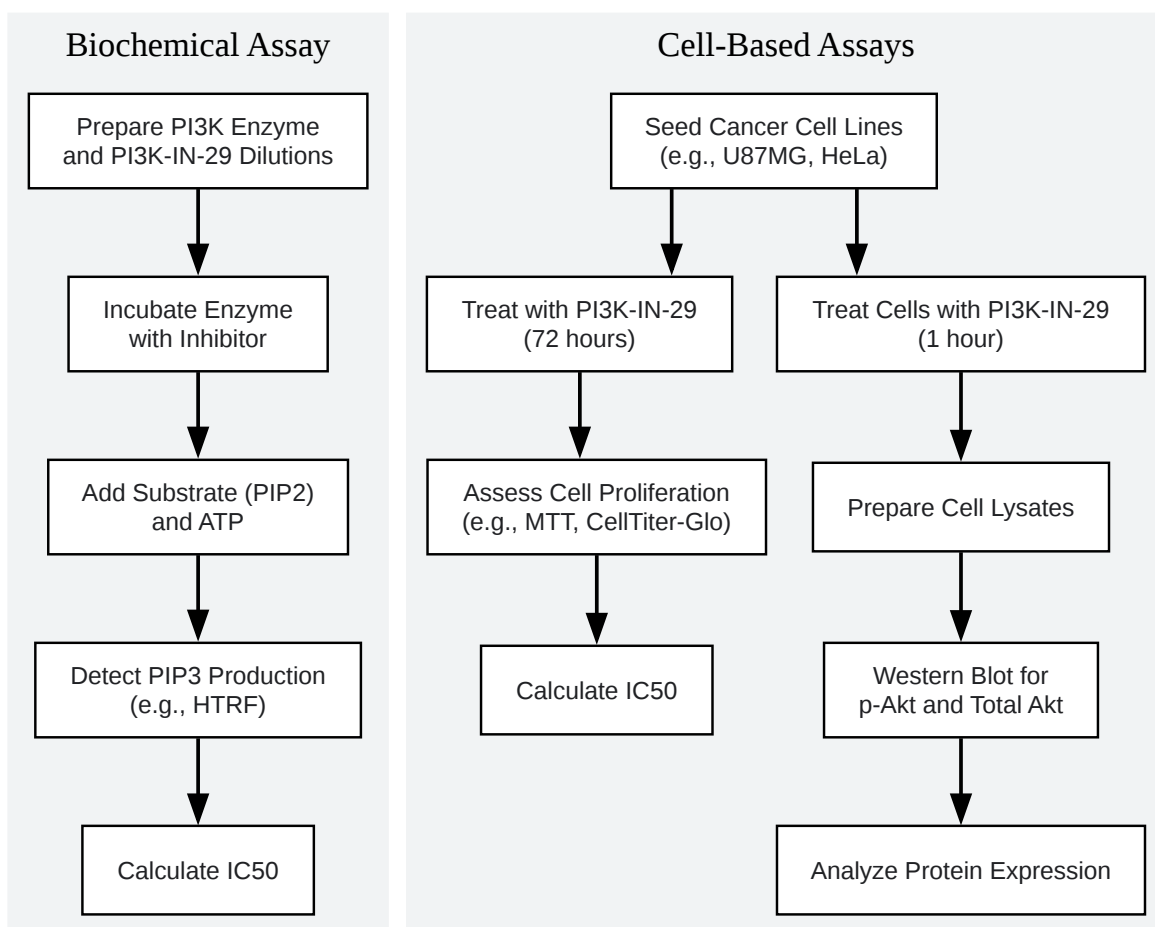 Biochemical Assay
Prepare PI3K Enzyme
and PI3K-IN-29 Dilutions
Incubate Enzyme
with Inhibitor
Add Substrate (PIP2)
and ATP
Detect PIP3 Production
(e.g., HTRF)
Calculate IC50
Cell-Based Assays
Seed Cancer Cell Lines
(e.g., U87MG, HeLa)
Treat with PI3K-IN-29
(72 hours)
Assess Cell Proliferation
(e.g., MTT, CellTiter-Glo)
Calculate IC50
Treat Cells with PI3K-IN-29
(1 hour)
Prepare Cell Lysates
Western Blot for
p-Akt and Total Akt
Analyze Protein Expression